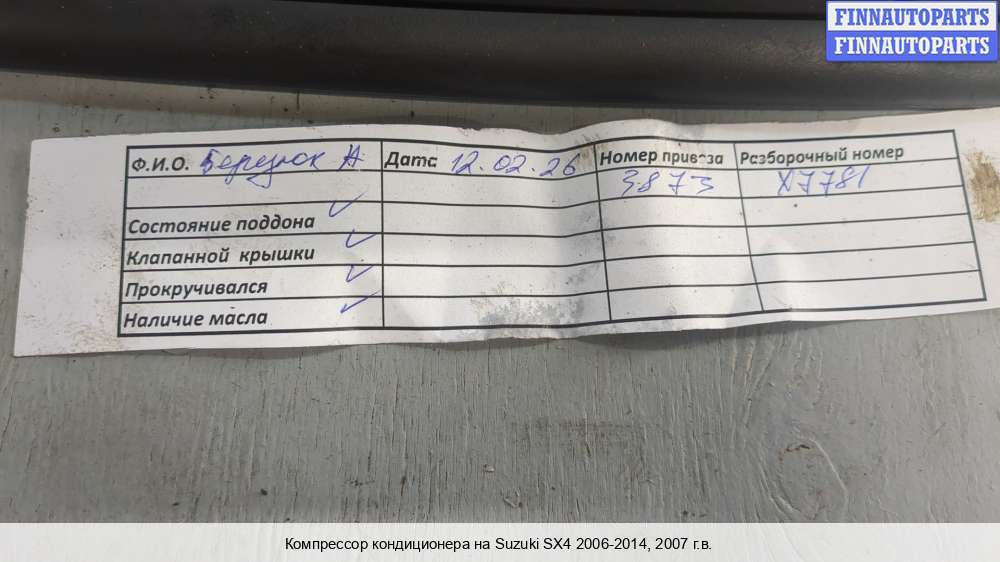 FINNAUTOPARTS
FINNAUTOPARTS
Ф.И.О. А Дата 12.02.26 Номер привоза Разборочный номер
3873 X7781
Состояние поддона ✓
Клапанной крышки ✓
Прокручивался ✓
Наличие масла ✓
Компрессор кондиционера на Suzuki SX4 2006-2014, 2007 г.в.